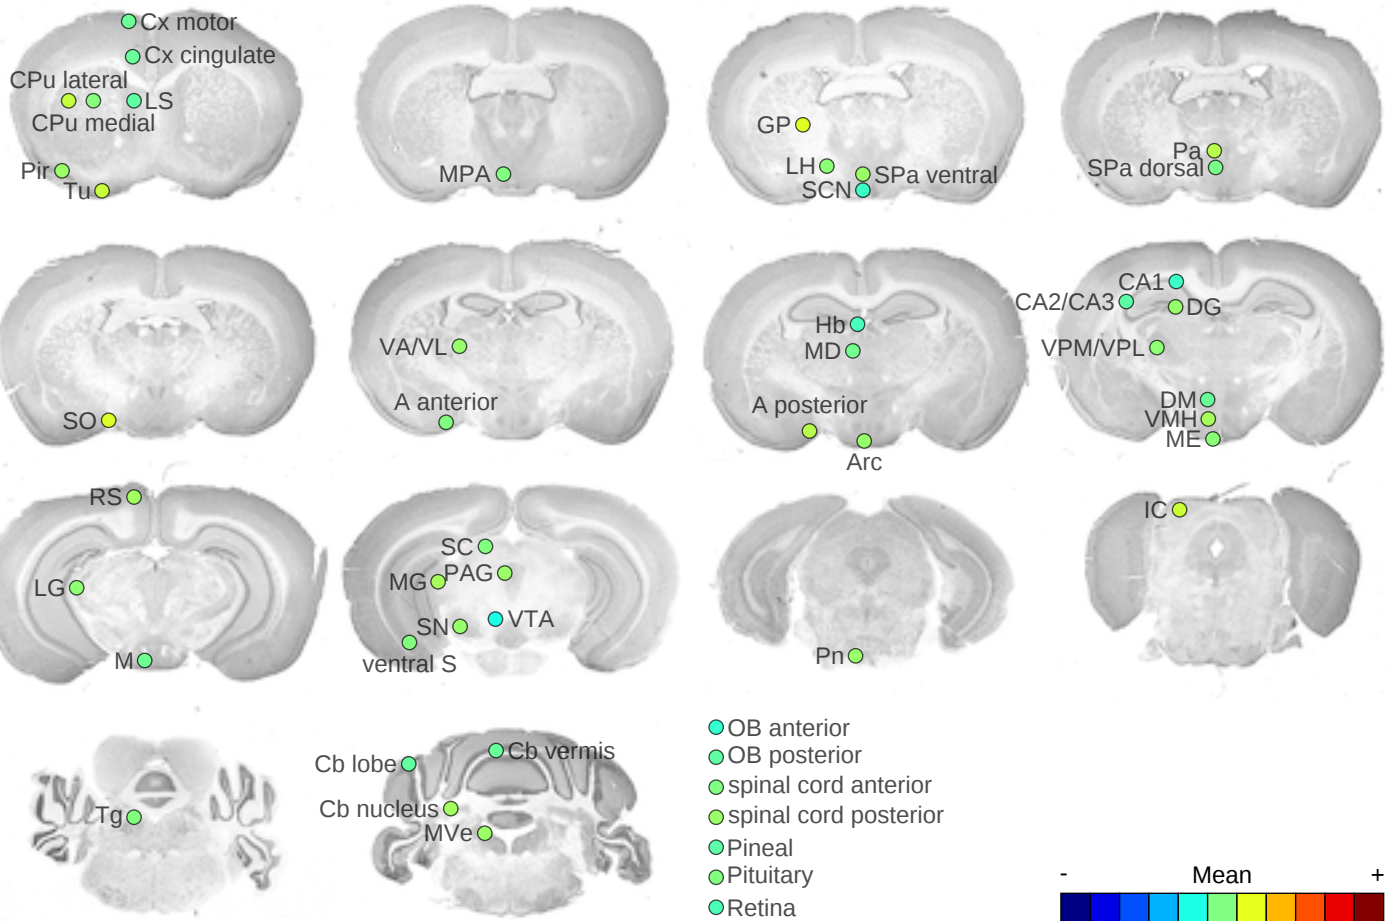 Cx motor
Cx cingulate
CPu lateral
LS
CPu medial
Pir
Tu
MPA
GP
LH
SPa ventral
SCN
Pa
SPa dorsal
SO
VA/VL
A anterior
Hb
MD
A posterior
Arc
CA1
CA2/CA3
DG
VPM/VPL
DM
VMH
ME
RS
LG
M
SC
MG
PAG
SN
VTA
ventral S
Pn
IC
Tg
Cb lobe
Cb vermis
Cb nucleus
MVe
OB anterior
OB posterior
spinal cord anterior
spinal cord posterior
Pineal
Pituitary
Retina
- Mean +